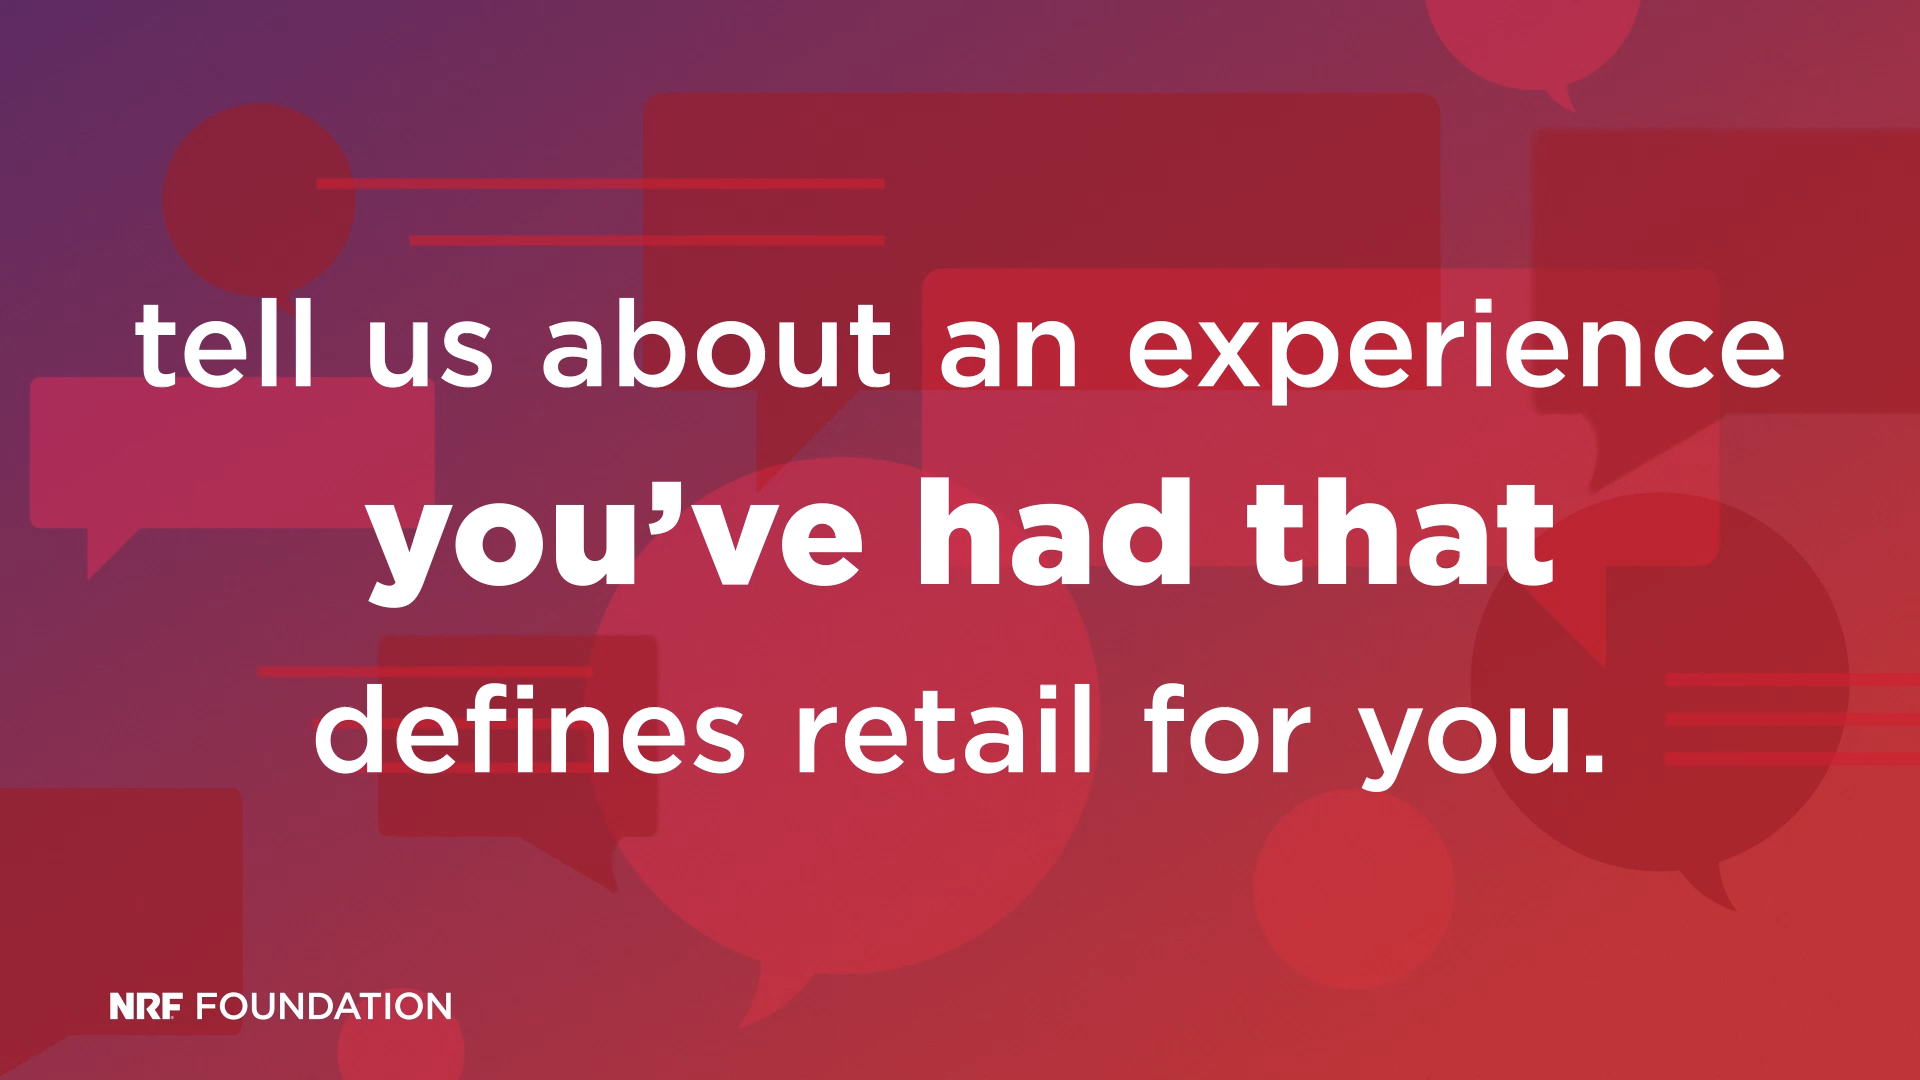 tell us about an experience
you’ve had that
defines retail for you.
NRF FOUNDATION